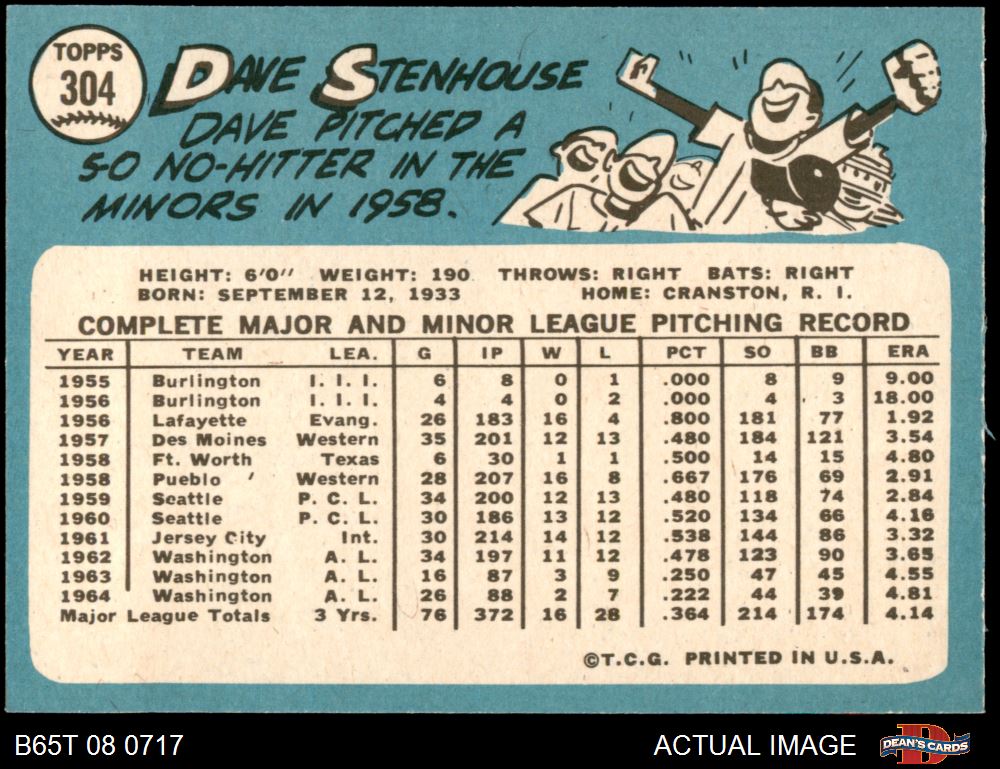 TOPPS
304
DAVE STENHOUSE
DAVE PITCHED A
5-0 NO-HITTER IN THE
MINORS IN 1958.
HEIGHT: 6'0" WEIGHT: 190 THROWS: RIGHT BATS: RIGHT
BORN: SEPTEMBER 12, 1933 HOME: CRANSTON, R. I.
COMPLETE MAJOR AND MINOR LEAGUE PITCHING RECORD
YEAR TEAM LEA. G IP W L PCT SO BB ERA
1955 Burlington I. I. I. 6 8 0 1 .000 8 9 9.00
1956 Burlington I. I. I. 4 4 0 2 .000 4 3 18.00
1956 Lafayette Evang. 26 183 16 4 .800 181 77 1.92
1957 Des Moines Western 35 201 12 13 .480 184 121 3.54
1958 Ft. Worth Texas 6 30 1 1 .500 14 15 4.80
1958 Pueblo Western 28 207 16 8 .667 176 69 2.91
1959 Seattle P. C. L. 34 200 12 13 .480 118 74 2.84
1960 Seattle P. C. L. 30 186 13 12 .520 134 66 4.16
1961 Jersey City Int. 30 214 14 12 .538 144 86 3.32
1962 Washington A. L. 34 197 11 12 .478 123 90 3.65
1963 Washington A. L. 16 87 3 9 .250 47 45 4.55
1964 Washington A. L. 26 88 2 7 .222 44 39 4.81
Major League Totals 3 Yrs. 76 372 16 28 .364 214 174 4.14
©T.C.G. PRINTED IN U.S.A.
B65T 08 0717 ACTUAL IMAGE DEAN'S CARDS